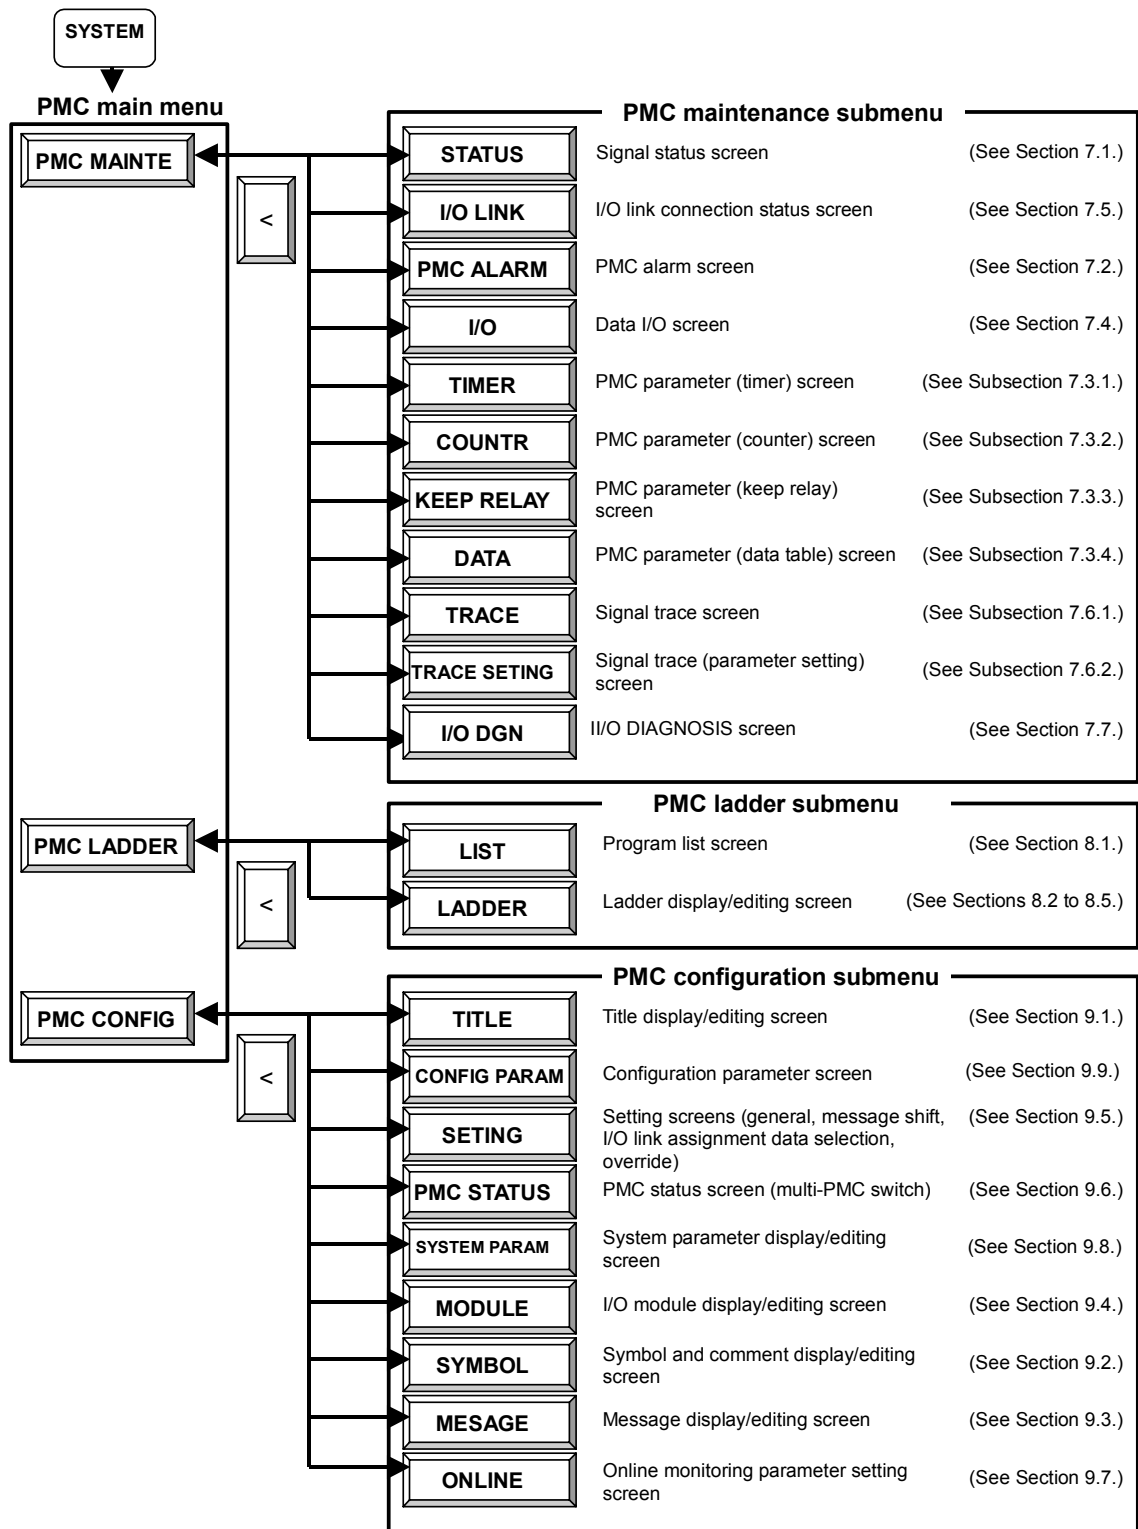 SYSTEM
PMC main menu
PMC MAINTE
<
PMC maintenance submenu
STATUS Signal status screen (See Section 7.1.)
I/O LINK I/O link connection status screen (See Section 7.5.)
PMC ALARM PMC alarm screen (See Section 7.2.)
I/O Data I/O screen (See Section 7.4.)
TIMER PMC parameter (timer) screen (See Subsection 7.3.1.)
COUNTR PMC parameter (counter) screen (See Subsection 7.3.2.)
KEEP RELAY PMC parameter (keep relay)
screen (See Subsection 7.3.3.)
DATA PMC parameter (data table) screen (See Subsection 7.3.4.)
TRACE Signal trace screen (See Subsection 7.6.1.)
TRACE SETING Signal trace (parameter setting)
screen (See Subsection 7.6.2.)
I/O DGN II/O DIAGNOSIS screen (See Section 7.7.)
PMC LADDER
<
PMC ladder submenu
LIST Program list screen (See Section 8.1.)
LADDER Ladder display/editing screen (See Sections 8.2 to 8.5.)
PMC CONFIG
<
PMC configuration submenu
TITLE Title display/editing screen (See Section 9.1.)
CONFIG PARAM Configuration parameter screen (See Section 9.9.)
SETING Setting screens (general, message shift, (See Section 9.5.)
I/O link assignment data selection,
override)
PMC STATUS PMC status screen (multi-PMC switch) (See Section 9.6.)
SYSTEM PARAM System parameter display/editing
screen (See Section 9.8.)
MODULE I/O module display/editing screen (See Section 9.4.)
SYMBOL Symbol and comment display/editing
screen (See Section 9.2.)
MESAGE Message display/editing screen (See Section 9.3.)
ONLINE Online monitoring parameter setting
screen (See Section 9.7.)